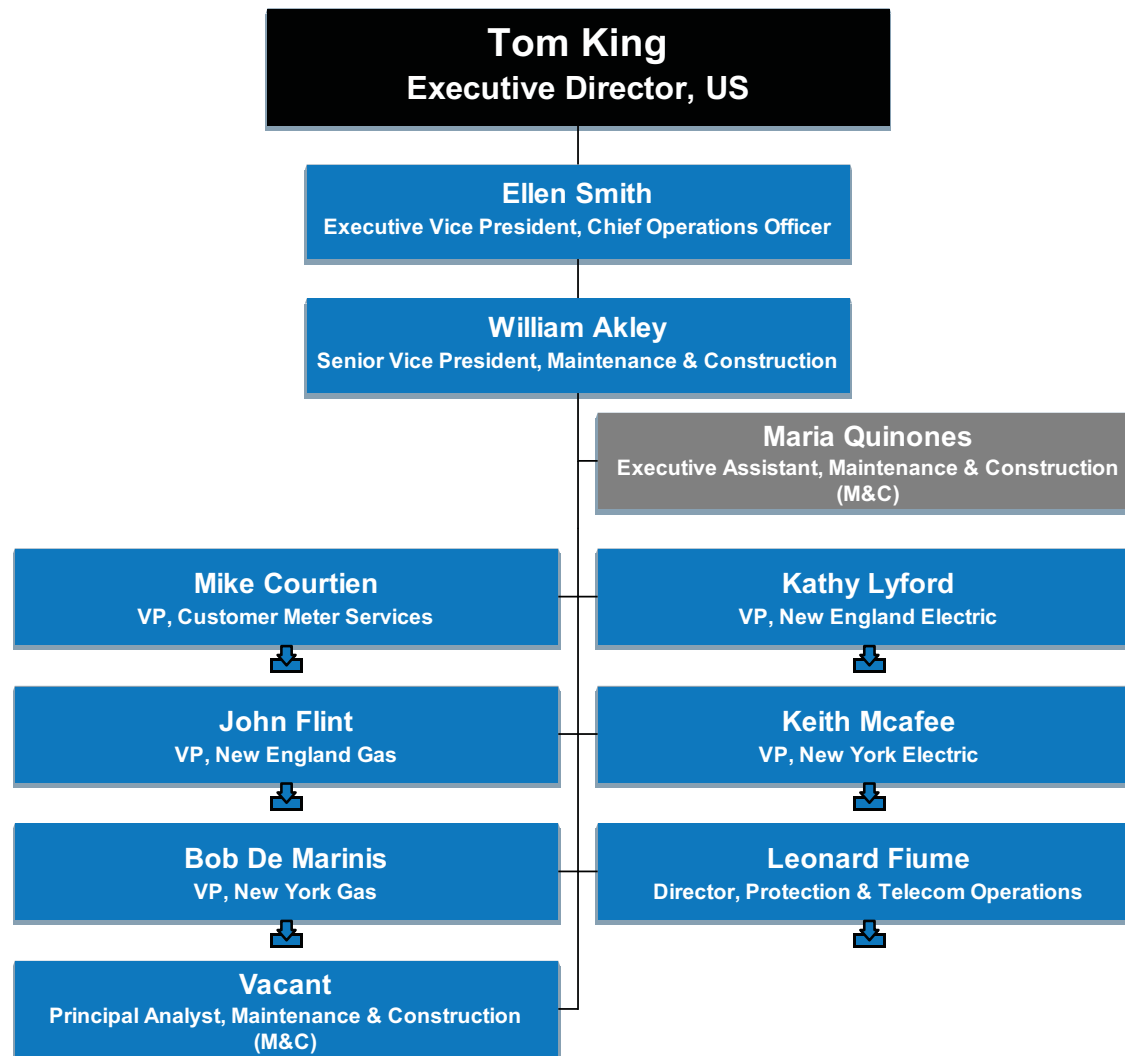 Tom King
Executive Director, US
Ellen Smith
Executive Vice President, Chief Operations Officer
William Akley
Senior Vice President, Maintenance & Construction
Maria Quinones
Executive Assistant, Maintenance & Construction
(M&C)
Mike Courtien
VP, Customer Meter Services
Kathy Lyford
VP, New England Electric
John Flint
VP, New England Gas
Keith Mcafee
VP, New York Electric
Bob De Marinis
VP, New York Gas
Leonard Fiume
Director, Protection & Telecom Operations
Vacant
Principal Analyst, Maintenance & Construction
(M&C)